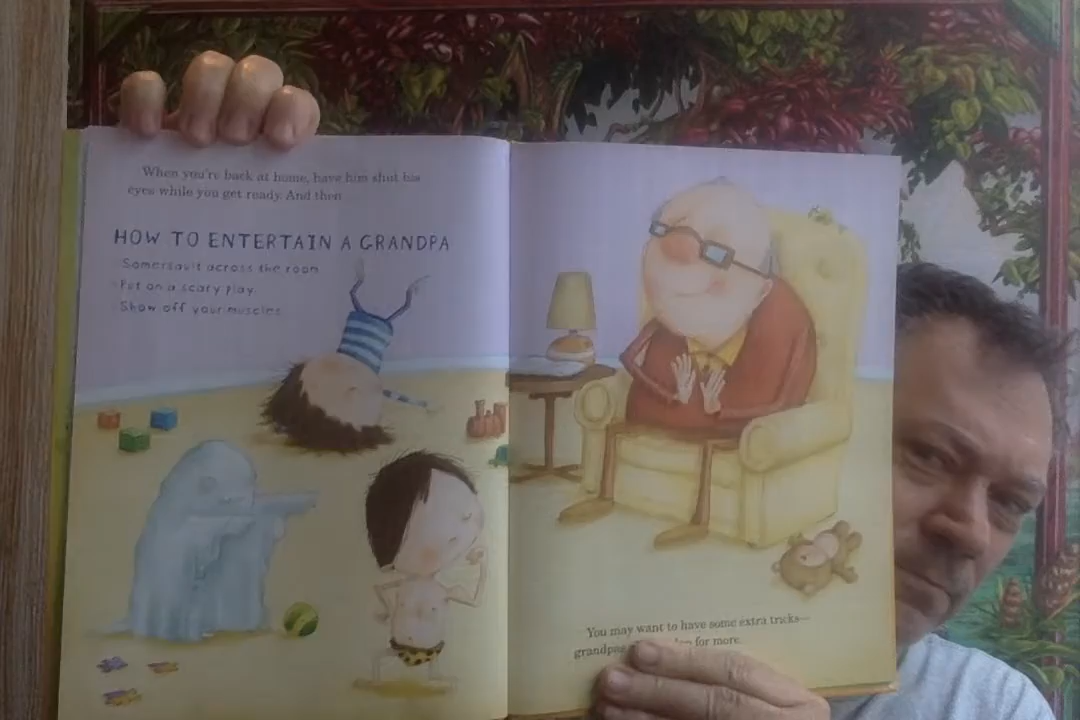 When you're back at home, have him shut his
eyes while you get ready. And then
HOW TO ENTERTAIN A GRANDPA
Somersault across the room.
Put on a scary play.
Show off your muscles.
You may want to have some extra tricks—
grandpas for more.